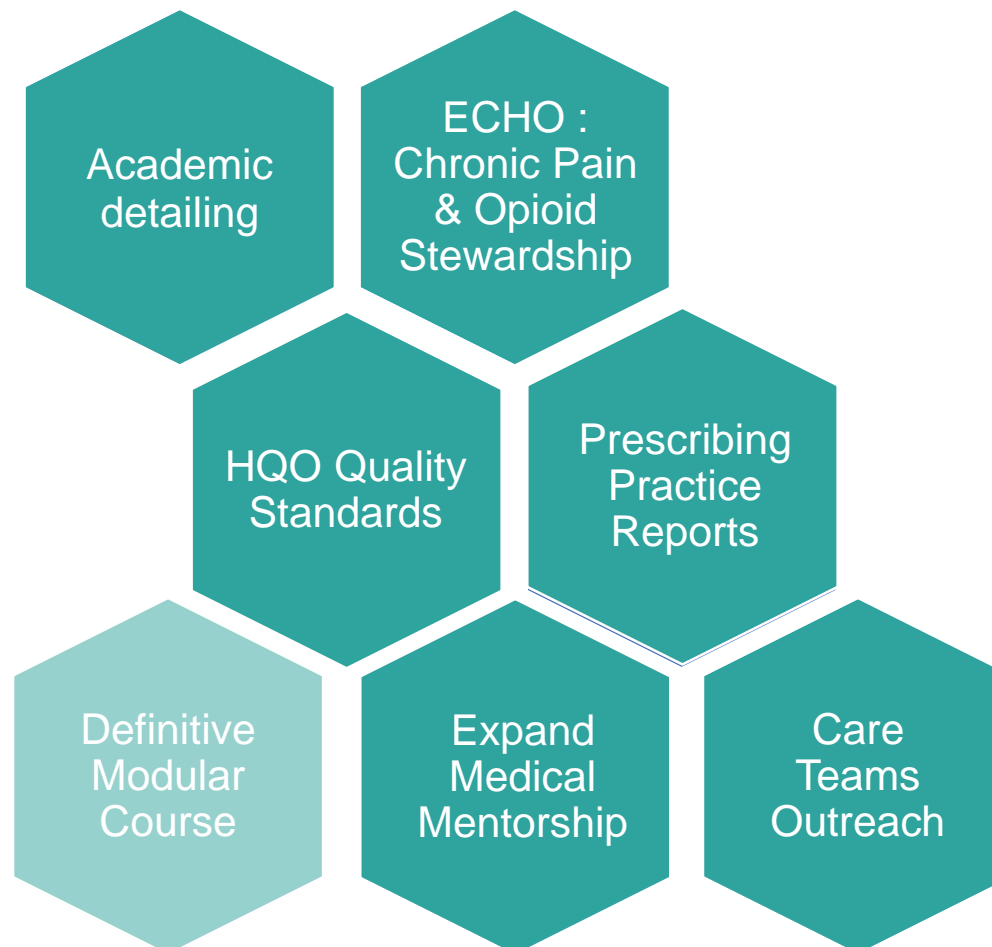 Academic
detailing
ECHO :
Chronic Pain
& Opioid
Stewardship
HQO Quality
Standards
Prescribing
Practice
Reports
Definitive
Modular
Course
Expand
Medical
Mentorship
Care
Teams
Outreach